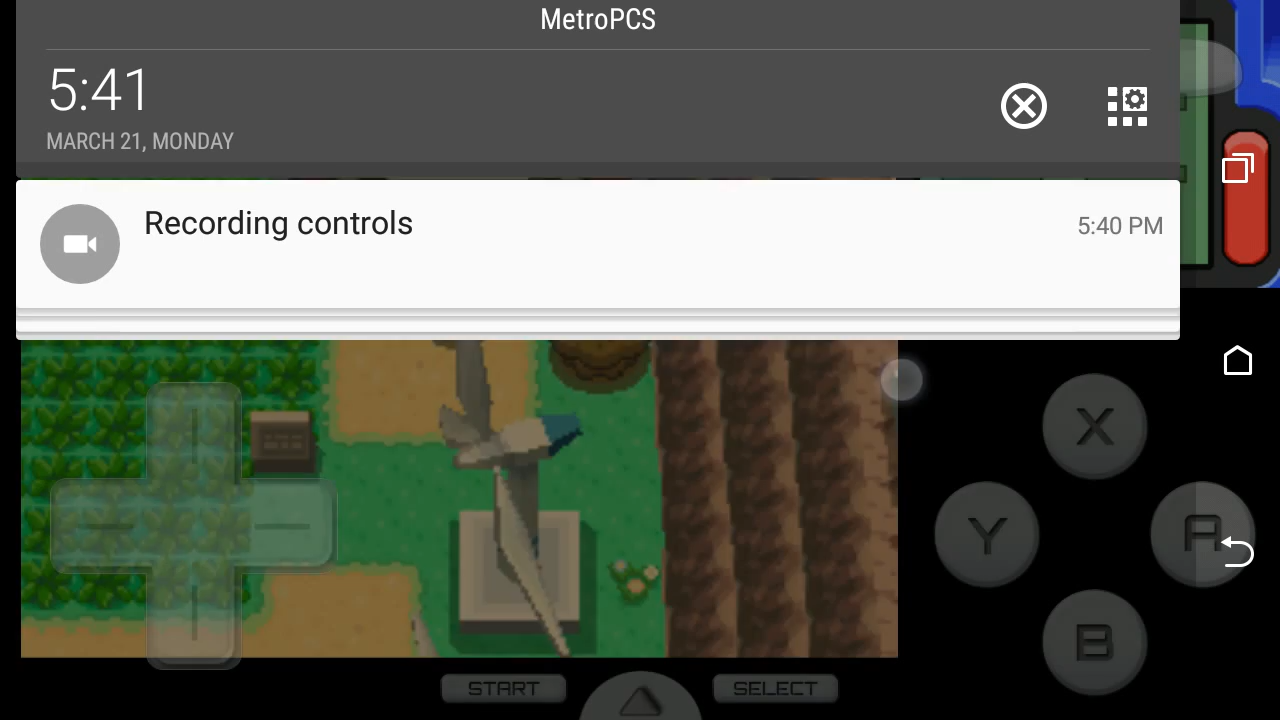 MetroPCS
5:41
MARCH 21, MONDAY
Recording controls
5:40 PM
X
Y
A
B
START
SELECT